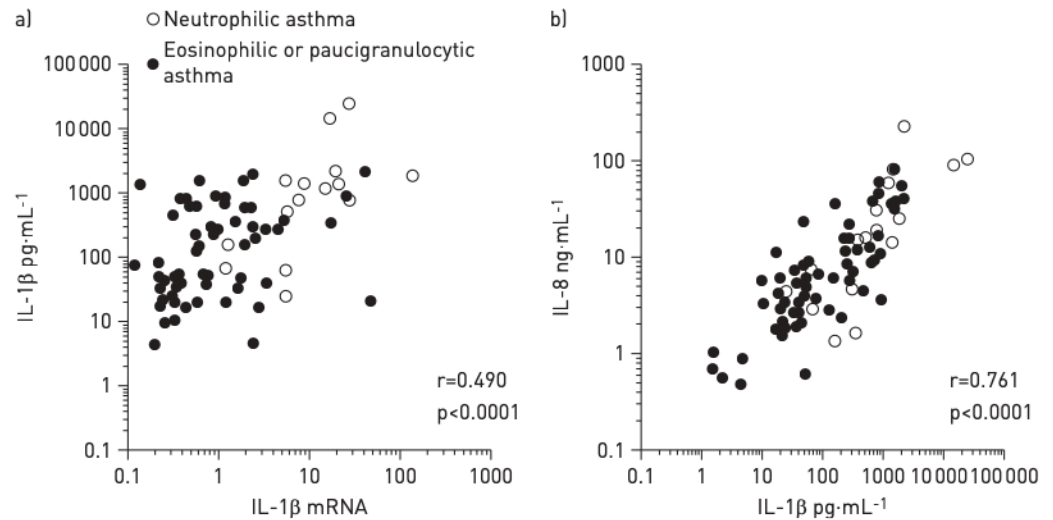 a)
○ Neutrophilic asthma
● Eosinophilic or paucigranulocytic
asthma
100 000
10 000
1000
100
10
1
0.1
IL-1β pg·mL⁻¹
0.1 1 10 100 1000
IL-1β mRNA
r=0.490
p<0.0001
b)
1000
100
10
1
0.1
IL-8 ng·mL⁻¹
0.1 1 10 100 1000 10 000 100 000
IL-1β pg·mL⁻¹
r=0.761
p<0.0001